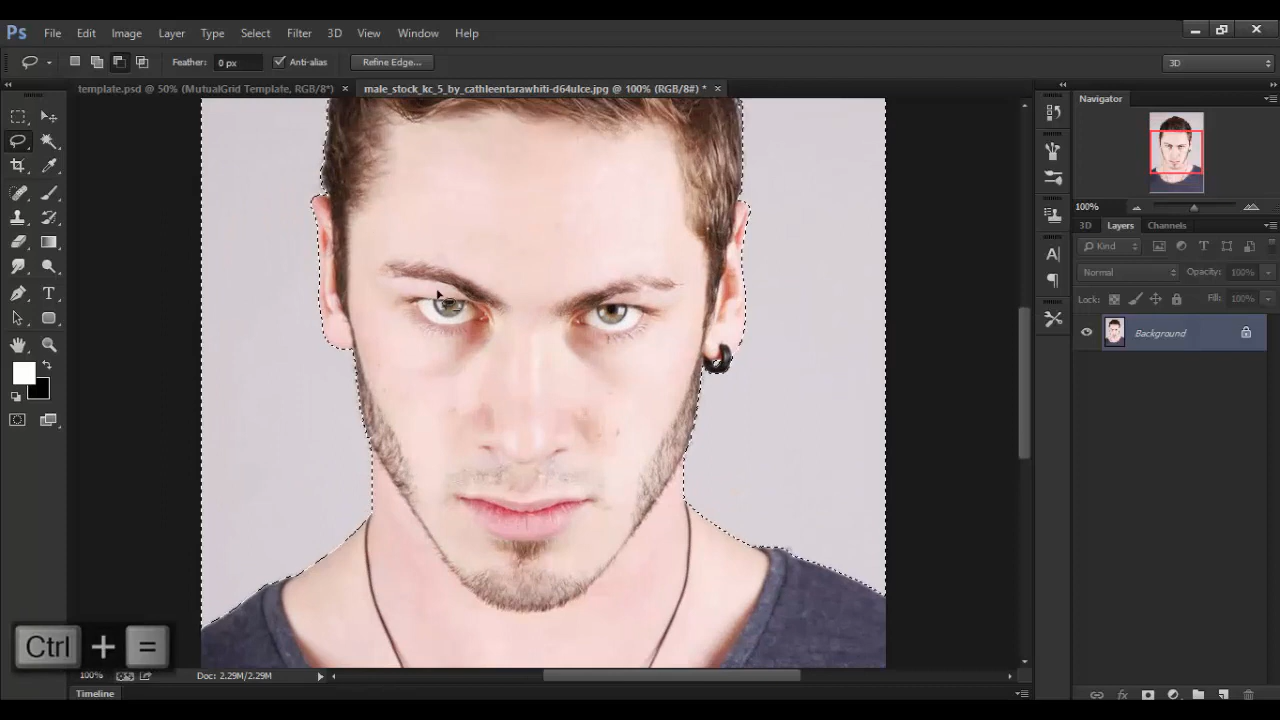 Ps File Edit Image Layer Type Select Filter 3D View Window Help
Feather: 0 px Anti-alias Refine Edge... 3D
template.psd @ 50% (MutualGrid Template, RGB/8*) × male_stock_kc_5_by_cathleentarawhiti-d64ulce.jpg @ 100% (RGB/8#) * ×
Navigator
100%
3D Layers Channels
Kind T
Normal Opacity: 100%
Lock: Fill: 100%
Background
A
T
Ctrl + =
100% Doc: 2.29M/2.29M
Timeline
fx